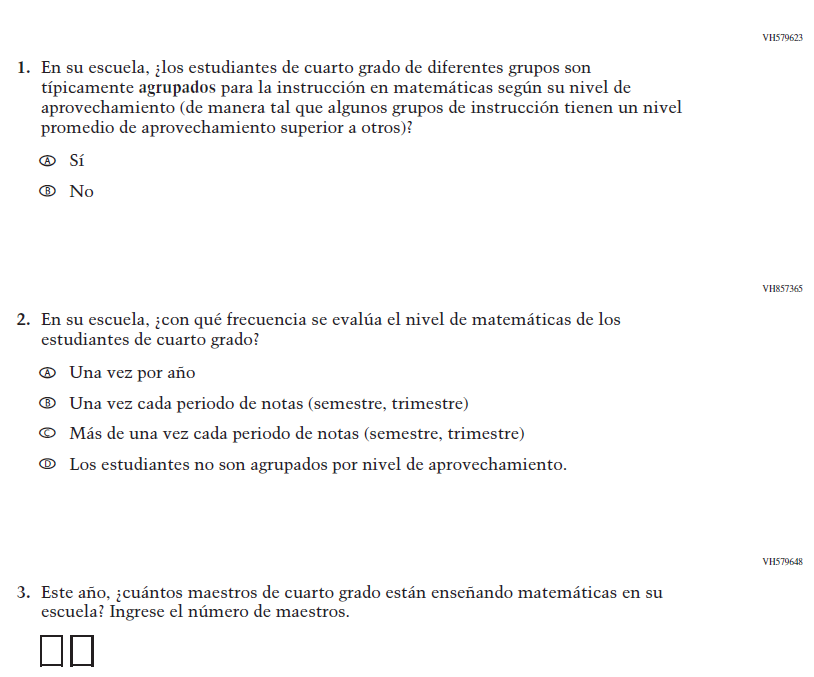 VH579623
1. En su escuela, ¿los estudiantes de cuarto grado de diferentes grupos son
típicamente agrupados para la instrucción en matemáticas según su nivel de
aprovechamiento (de manera tal que algunos grupos de instrucción tienen un nivel
promedio de aprovechamiento superior a otros)?
A Sí
B No
VH857365
2. En su escuela, ¿con qué frecuencia se evalúa el nivel de matemáticas de los
estudiantes de cuarto grado?
A Una vez por año
B Una vez cada periodo de notas (semestre, trimestre)
C Más de una vez cada periodo de notas (semestre, trimestre)
D Los estudiantes no son agrupados por nivel de aprovechamiento.
VH579648
3. Este año, ¿cuántos maestros de cuarto grado están enseñando matemáticas en su
escuela? Ingrese el número de maestros.